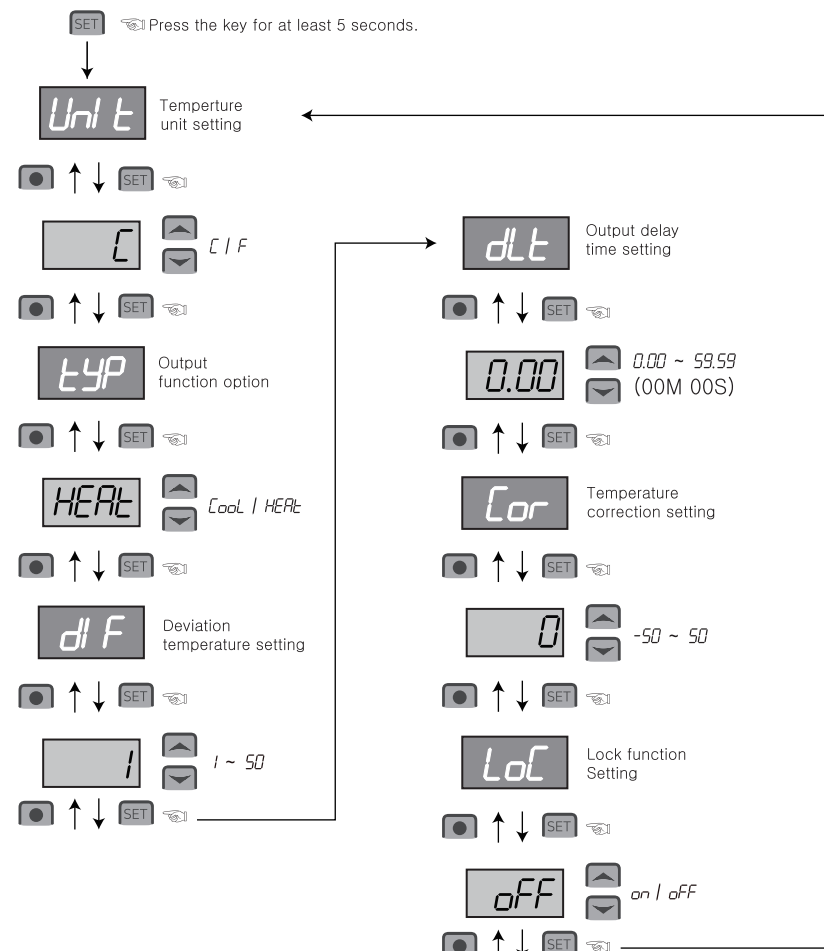 SET Press the key for at least 5 seconds.
UnIt
Temperture
unit setting
SET
C
C / F
SET
tYP
Output
function option
SET
HEAt
CooL / HEAt
SET
dIF
Deviation
temperature setting
SET
1
1 ~ 50
SET
dLt
Output delay
time setting
SET
0.00
0.00 ~ 59.59
(00M 00S)
SET
Cor
Temperature
correction setting
SET
0
-50 ~ 50
SET
LoC
Lock function
Setting
SET
oFF
on / oFF
SET